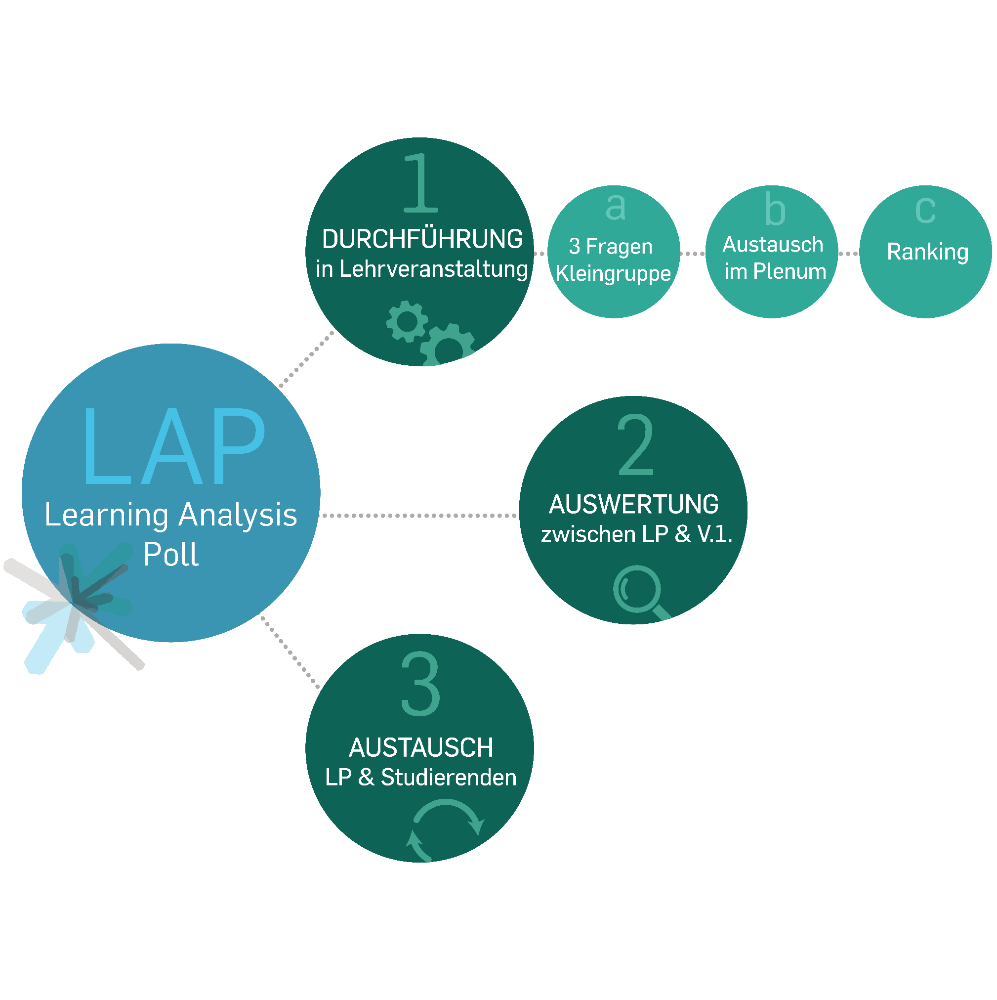 LAP
Learning Analysis
Poll
1
DURCHFÜHRUNG
in Lehrveranstaltung
a
3 Fragen
Kleingruppe
b
Austausch
im Plenum
c
Ranking
2
AUSWERTUNG
zwischen LP & V.1.
3
AUSTAUSCH
LP & Studierenden